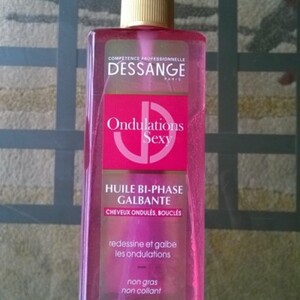 COMPÉTENCE PROFESSIONNELLE
DESSANGE
PARIS
Ondulations
Sexy
HUILE BI-PHASE
GALBANTE
CHEVEUX ONDULÉS, BOUCLÉS
redessine et galbe
les ondulations
non gras
non collant